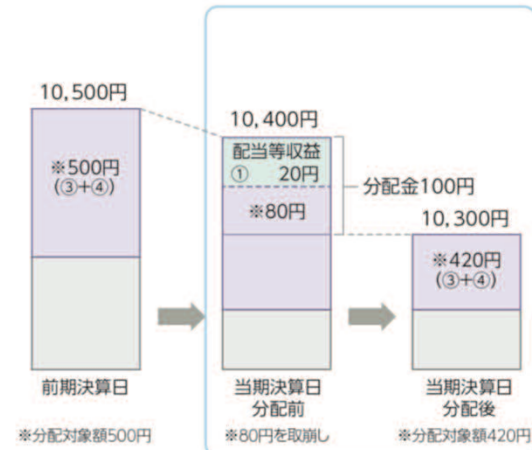 10,500円
※500円
(③+④)
前期決算日
※分配対象額500円
10,400円
配当等収益
① 20円
※80円
分配金100円
当期決算日
分配前
※80円を取崩し
10,300円
※420円
(③+④)
当期決算日
分配後
※分配対象額420円